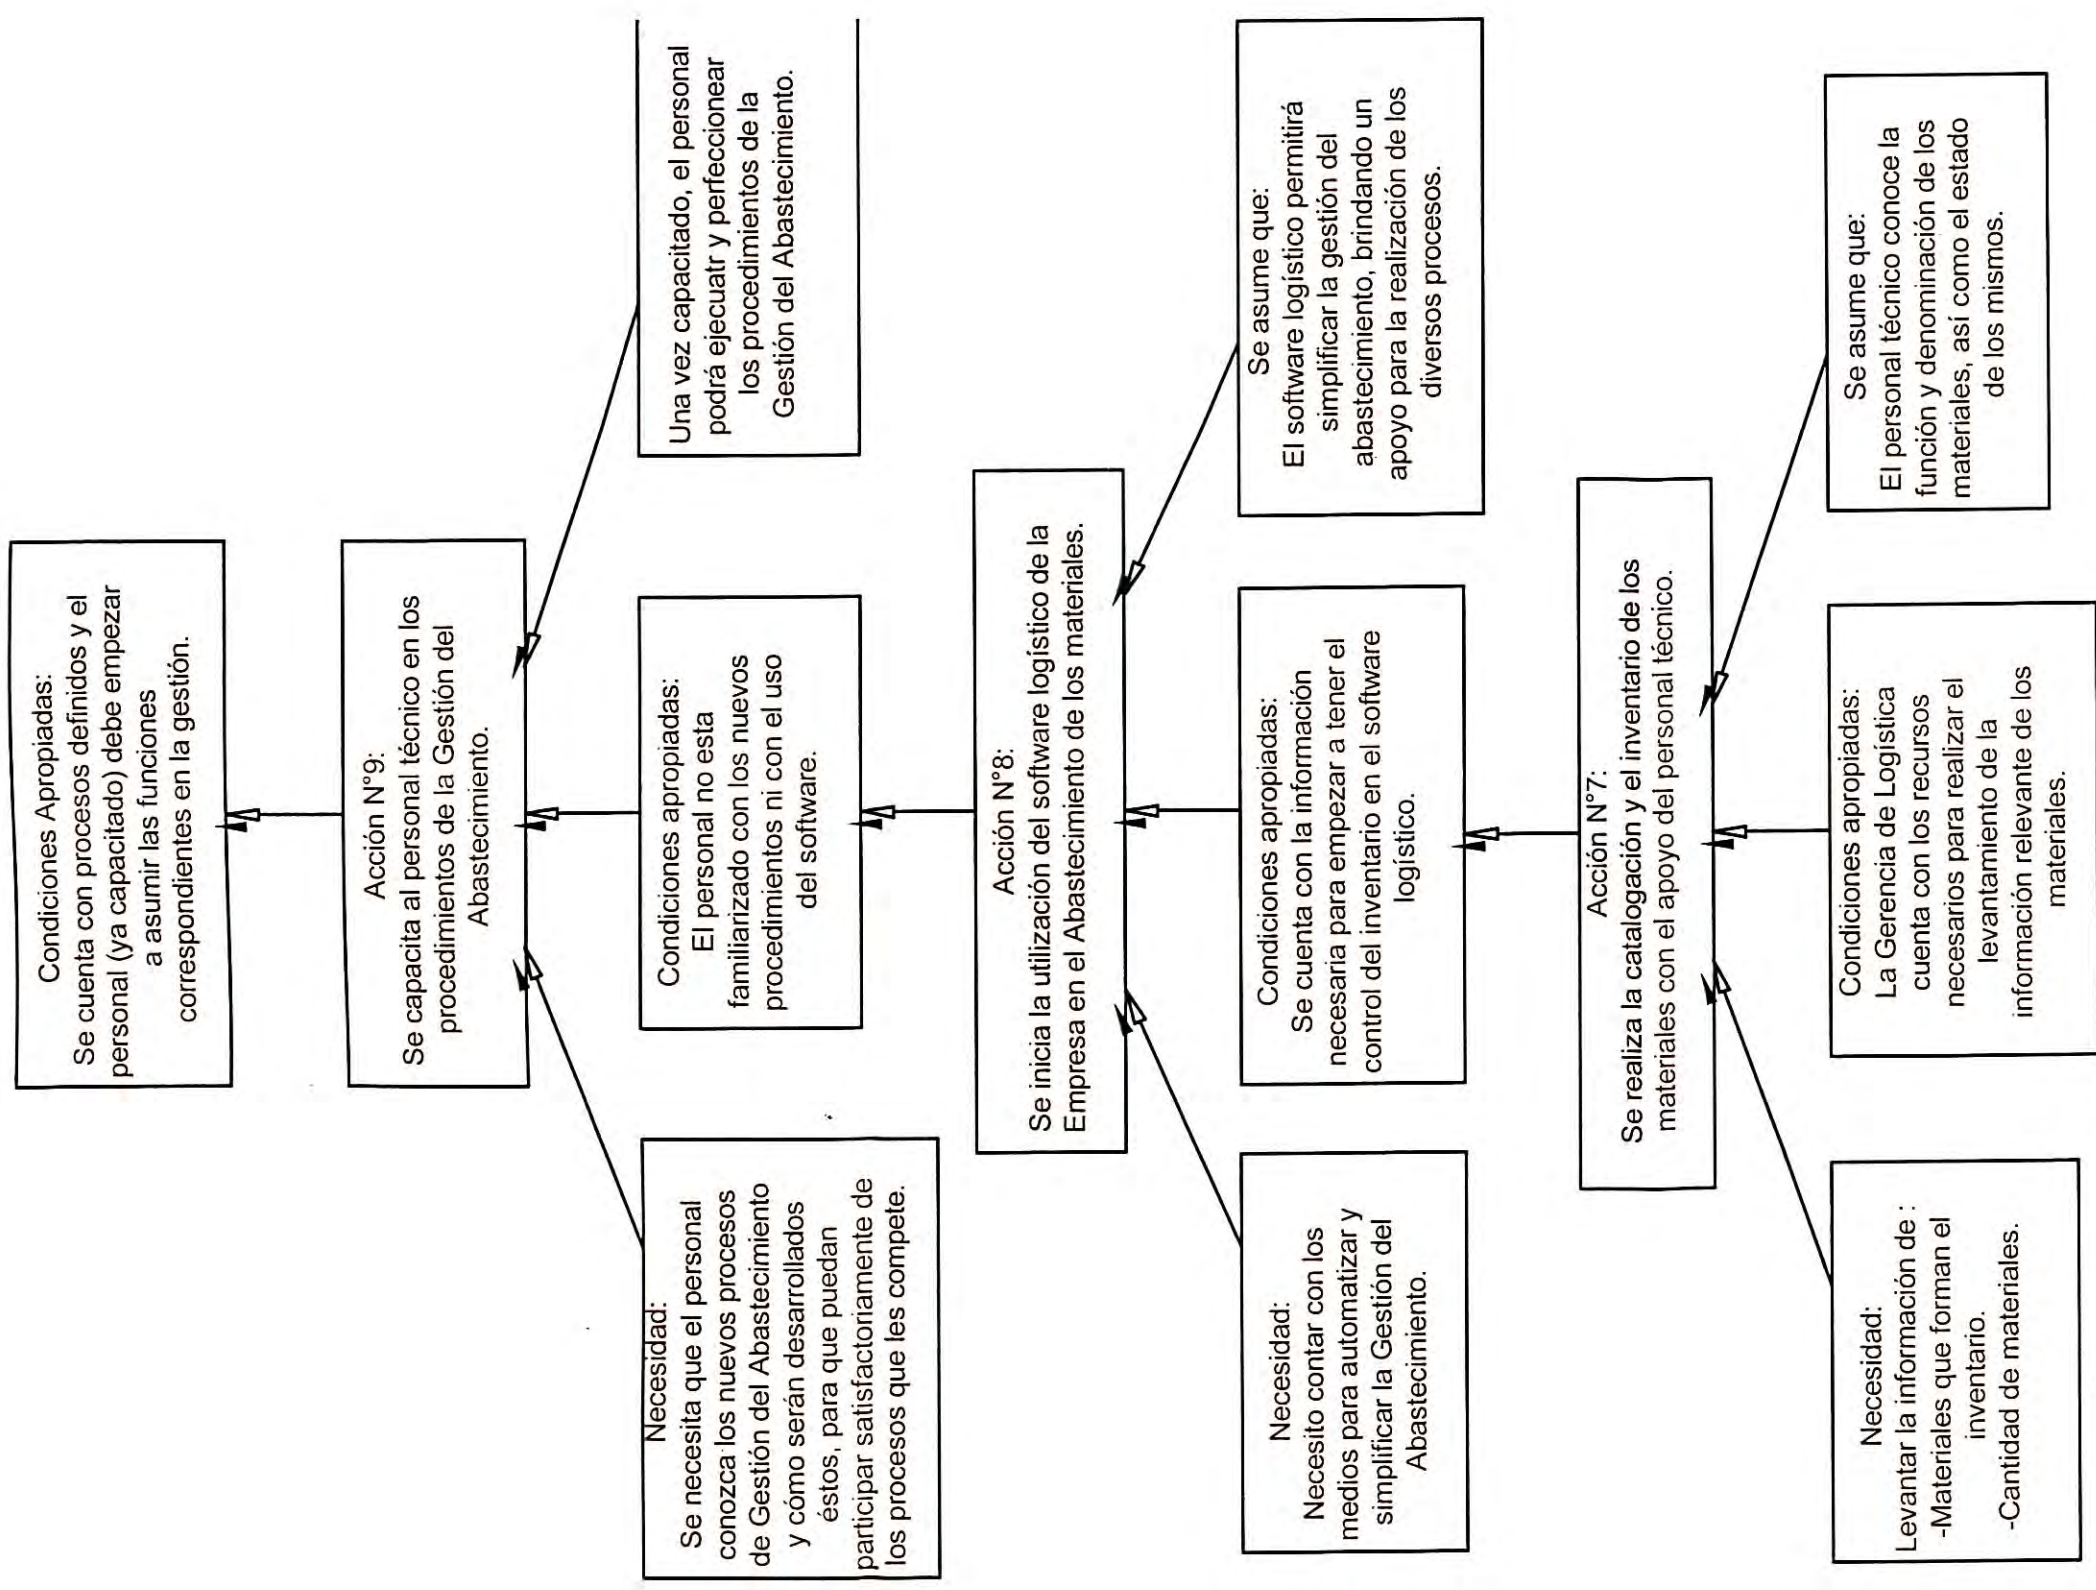 Condiciones Apropiadas:
Se cuenta con procesos definidos y el
personal (ya capacitado) debe empezar
a asumir las funciones
correspondientes en la gestión.
Acción N°9:
Se capacita al personal técnico en los
procedimientos de la Gestión del
Abastecimiento.
Necesidad:
Se necesita que el personal
conozca los nuevos procesos
de Gestión del Abastecimiento
y cómo serán desarrollados
éstos, para que puedan
participar satisfactoriamente de
los procesos que les compete.
Condiciones apropiadas:
El personal no esta
familiarizado con los nuevos
procedimientos ni con el uso
del software.
Una vez capacitado, el personal
podrá ejecuatr y perfeccionear
los procedimientos de la
Gestión del Abastecimiento.
Acción N°8:
Se inicia la utilización del software logístico de la
Empresa en el Abastecimiento de los materiales.
Necesidad:
Necesito contar con los
medios para automatizar y
simplificar la Gestión del
Abastecimiento.
Condiciones apropiadas:
Se cuenta con la información
necesaria para empezar a tener el
control del inventario en el software
logístico.
Se asume que:
El software logístico permitirá
simplificar la gestión del
abastecimiento, brindando un
apoyo para la realización de los
diversos procesos.
Acción N°7:
Se realiza la catalogación y el inventario de los
materiales con el apoyo del personal técnico.
Necesidad:
Levantar la información de :
-Materiales que forman el
inventario.
-Cantidad de materiales.
Condiciones apropiadas:
La Gerencia de Logística
cuenta con los recursos
necesarios para realizar el
levantamiento de la
información relevante de los
materiales.
Se asume que:
El personal técnico conoce la
función y denominación de los
materiales, así como el estado
de los mismos.